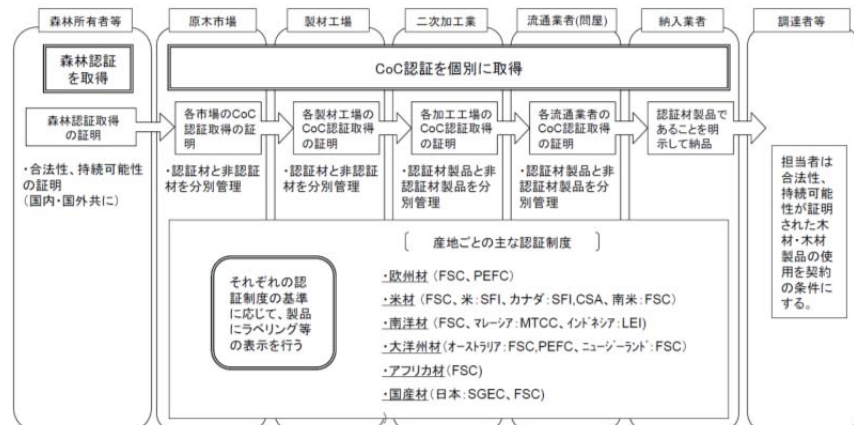 森林所有者等
原木市場
製材工場
二次加工業
流通業者(問屋)
納入業者
調達者等
森林認証
を取得
CoC認証を個別に取得
森林認証取得
の証明
各市場のCoC
認証取得の証
明
各製材工場の
CoC認証取得
の証明
各加工工場の
CoC認証取得
の証明
各流通業者の
CoC認証取得
の証明
認証材製品で
あることを明
示して納品
・合法性、持続可能性
の証明
(国内・国外共に)
・認証材と非認証
材を分別管理
・認証材と非認証
材を分別管理
・認証材製品と非
認証材製品を分
別管理
・認証材製品と非
認証材製品を分
別管理
担当者は
合法性、
持続可能
性が証明
された木
材・木材
製品の使
用を契約
の条件に
する。
それぞれの認
証制度の基準
に応じて、製品
にラベリング等
の表示を行う
〔 産地ごとの主な認証制度 〕
・欧州材 (FSC, PEFC)
・米材 (FSC、米:SFI、カナダ:SFI,CSA、南米:FSC)
・南洋材 (FSC、マレーシア:MTCC、インドネシア:LEI)
・大洋州材(オーストラリア:FSC,PEFC、ニュージーランド:FSC)
・アフリカ材(FSC)
・国産材(日本:SGEC、FSC)